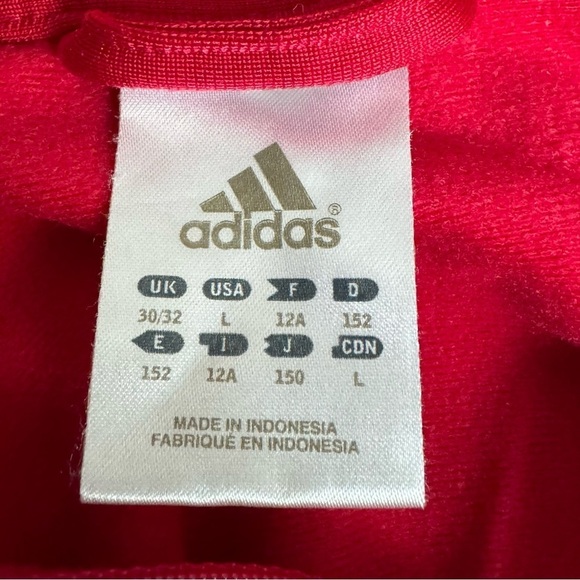 adidas®
UK USA F D
30/32 L 12A 152
E I J CDN
152 12A 150 L
MADE IN INDONESIA
FABRIQUÉ EN INDONESIA